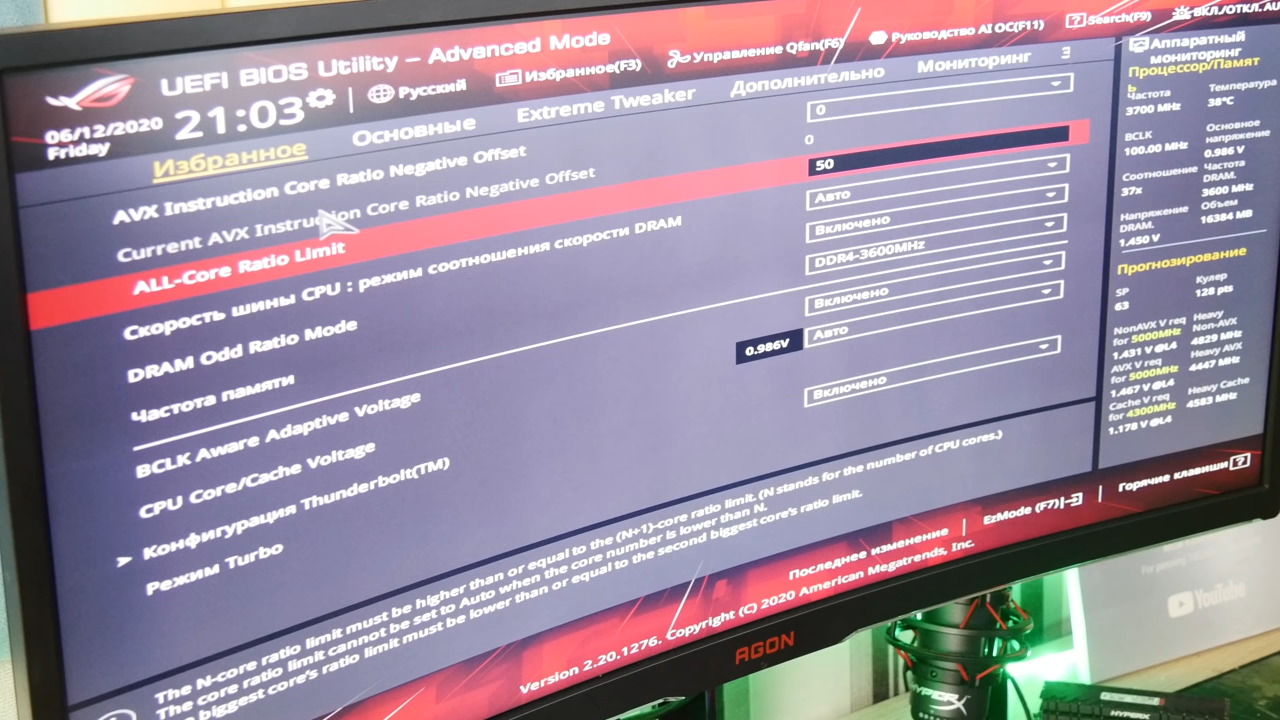 UEFI BIOS Utility – Advanced Mode
06/12/2020
Friday
21:03
Русский
Избранное(F3)
Управление Qfan(F6)
Руководство AI OC(F11)
Search(F9)
ВКЛ./ОТКЛ. AU
Избранное
Основные
Extreme Tweaker
Дополнительно
Мониторинг
З
AVX Instruction Core Ratio Negative Offset
0
Current AVX Instruction Core Ratio Negative Offset
0
ALL-Core Ratio Limit
50
Скорость шины CPU : режим соотношения скорости DRAM
Авто
DRAM Odd Ratio Mode
Включено
Частота памяти
DDR4-3600MHz
BCLK Aware Adaptive Voltage
Включено
CPU Core/Cache Voltage
0.986V
Авто
Конфигурация Thunderbolt(TM)
Режим Turbo
Включено
The N-core ratio limit must be higher than or equal to the (N+1)-core ratio limit. (N stands for the number of CPU cores.)
The core ratio limit cannot be set to Auto when the core number is lower than N.
biggest core's ratio limit must be lower than or equal to the second biggest core's ratio limit.
Аппаратный
мониторинг
Процессор/Памят
ь
Частота Температура
3700 MHz 38°C
BCLK Основное
напряжение
100.00 MHz 0.986 V
Соотношение Частота
DRAM.
37x 3600 MHz
Напряжение Объем
DRAM. 16384 MB
1.450 V
Прогнозирование
SP Кулер
63 128 pts
NonAVX V req Heavy
for 5000MHz Non-AVX
1.431 V @L4 4829 MHz
AVX V req Heavy AVX
for 5000MHz 4447 MHz
1.467 V @L4
Cache V req Heavy Cache
for 4300MHz 4583 MHz
1.178 V @L4
Последнее изменение
EzMode (F7)
Горячие клавиши
?
Version 2.20.1276. Copyright (C) 2020 American Megatrends, Inc.
AGON
YouTube
HYPERX
HYPERX